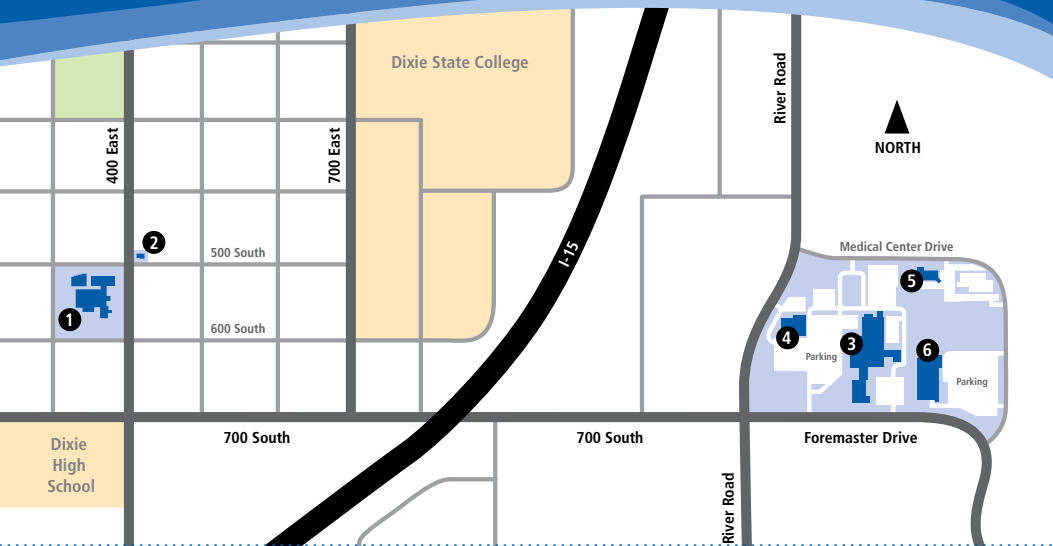 Dixie State College
River Road
400 East
700 East
NORTH
2
500 South
I-15
Medical Center Drive
5
1
600 South
4
3
6
Parking
Parking
700 South
700 South
Foremaster Drive
Dixie
High
School
River Road